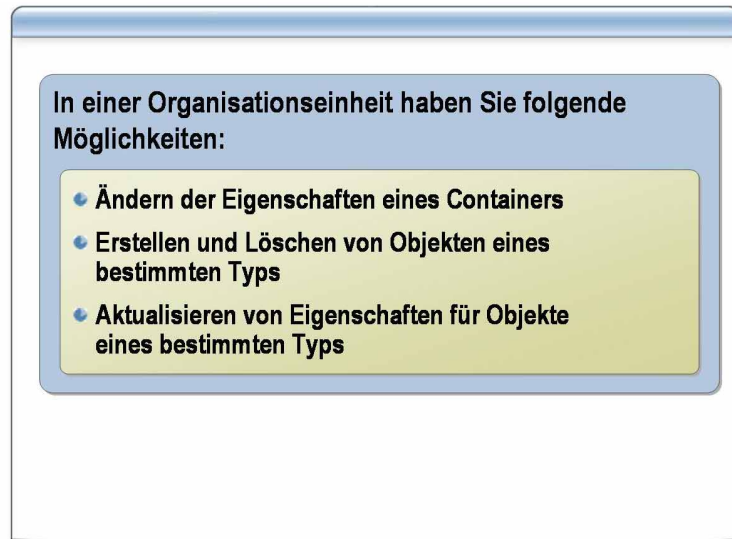 In einer Organisationseinheit haben Sie folgende
Möglichkeiten:
Ändern der Eigenschaften eines Containers
Erstellen und Löschen von Objekten eines
bestimmten Typs
Aktualisieren von Eigenschaften für Objekte
eines bestimmten Typs